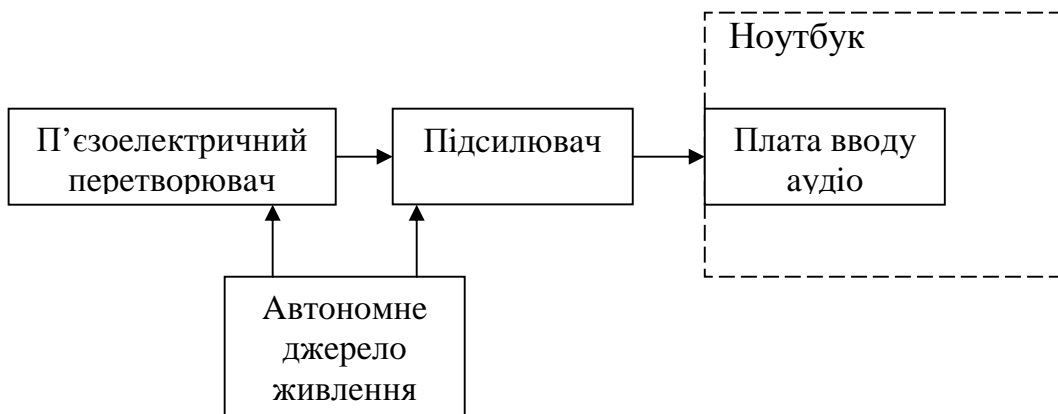 Ноутбук
П’єзоелектричний
перетворювач
Підсилювач
Плата вводу
аудіо
Автономне
джерело
живлення